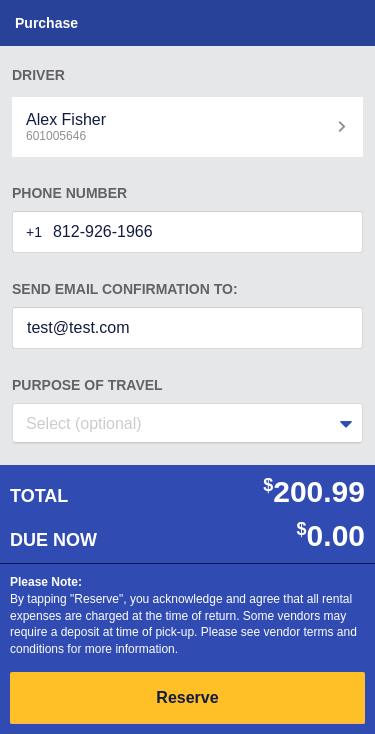 Purchase
DRIVER
Alex Fisher
601005646
PHONE NUMBER
+1 812-926-1966
SEND EMAIL CONFIRMATION TO:
test@test.com
PURPOSE OF TRAVEL
Select (optional)
TOTAL $200.99
DUE NOW $0.00
Please Note:
By tapping "Reserve", you acknowledge and agree that all rental
expenses are charged at the time of return. Some vendors may
require a deposit at time of pick-up. Please see vendor terms and
conditions for more information.
Reserve